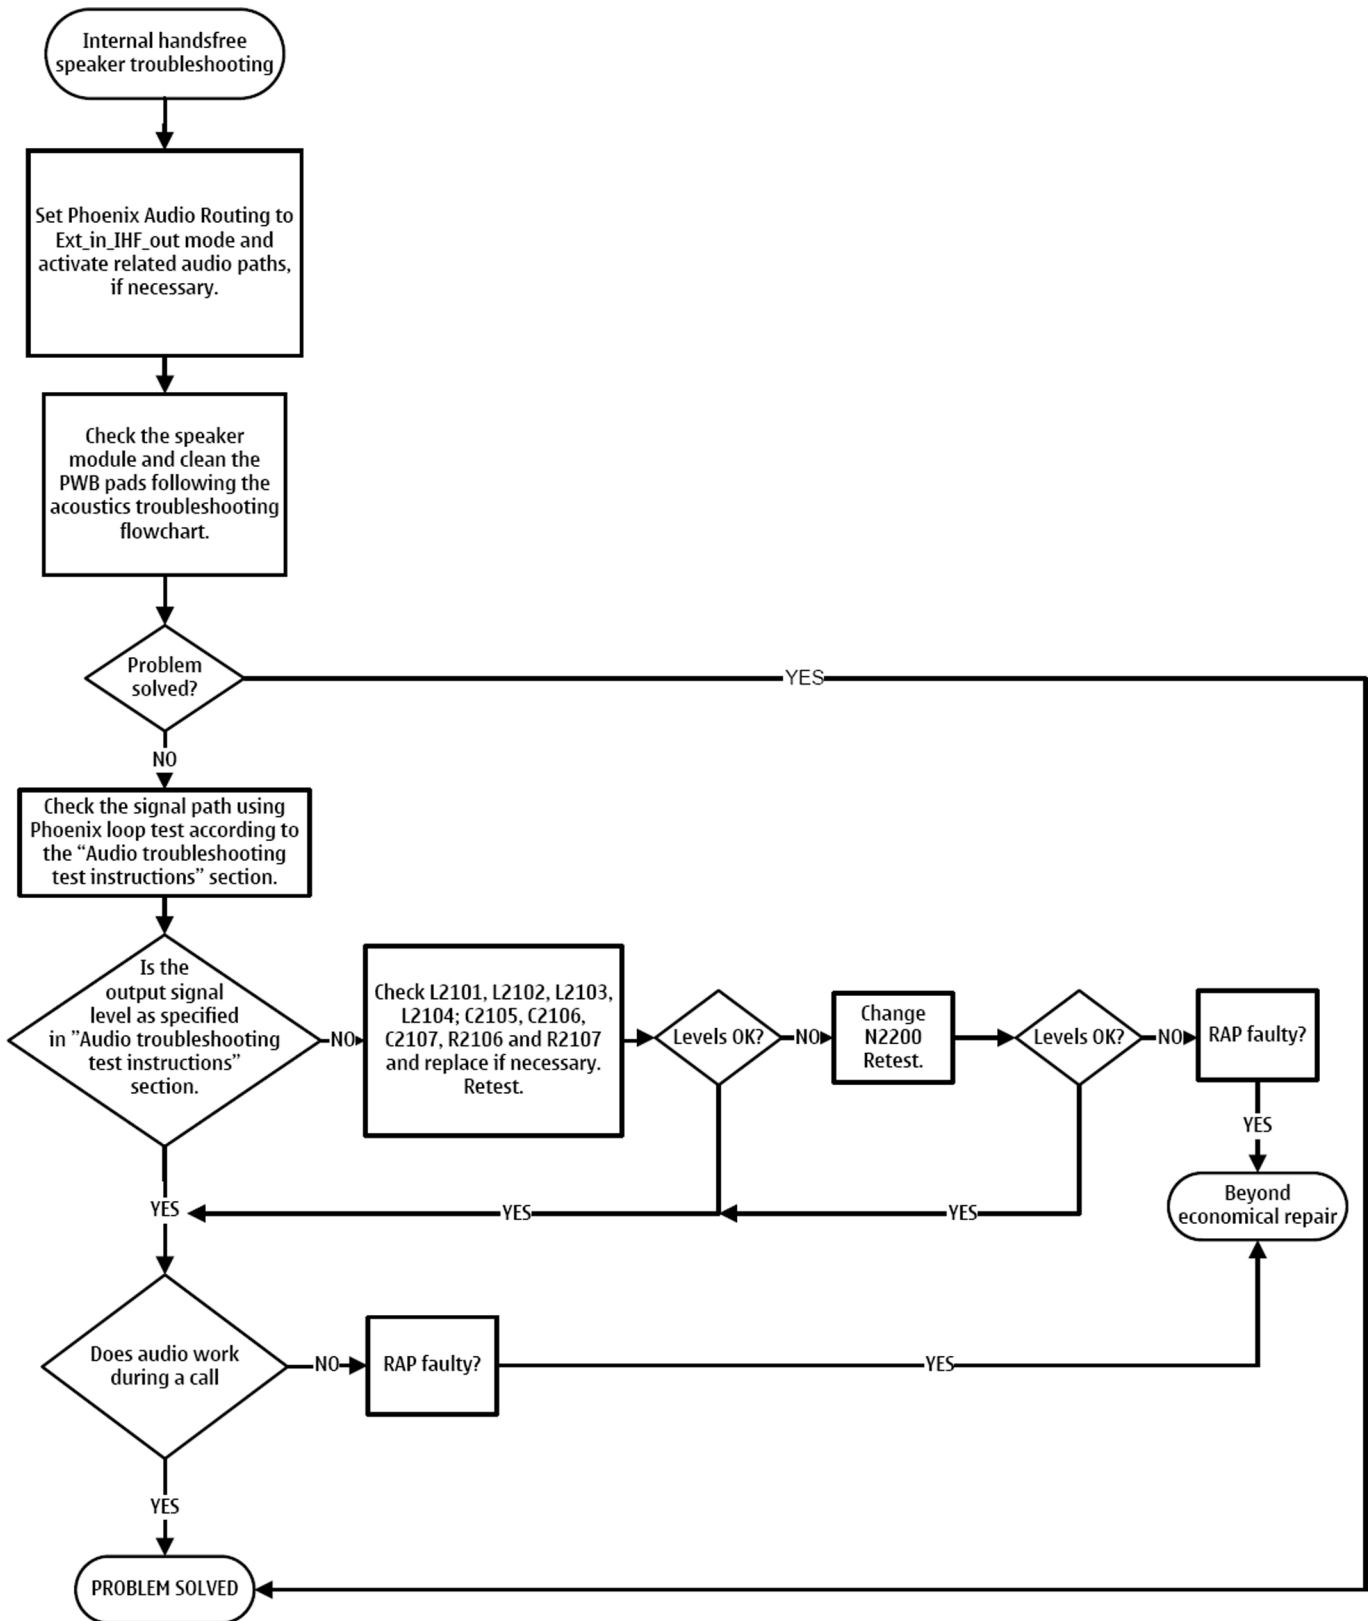 Internal handsfree
speaker troubleshooting
Set Phoenix Audio Routing to
Ext_in_IHF_out mode and
activate related audio paths,
if necessary.
Check the speaker
module and clean the
PWB pads following the
acoustics troubleshooting
flowchart.
Problem
solved?
YES
NO
Check the signal path using
Phoenix loop test according to
the “Audio troubleshooting
test instructions” section.
Is the
output signal
level as specified
in ”Audio troubleshooting
test instructions”
section.
NO
Check L2101, L2102, L2103,
L2104; C2105, C2106,
C2107, R2106 and R2107
and replace if necessary.
Retest.
Levels OK?
NO
Change
N2200
Retest.
Levels OK?
NO
RAP faulty?
YES
Beyond
economical repair
YES
YES
YES
Does audio work
during a call
NO
RAP faulty?
YES
YES
PROBLEM SOLVED